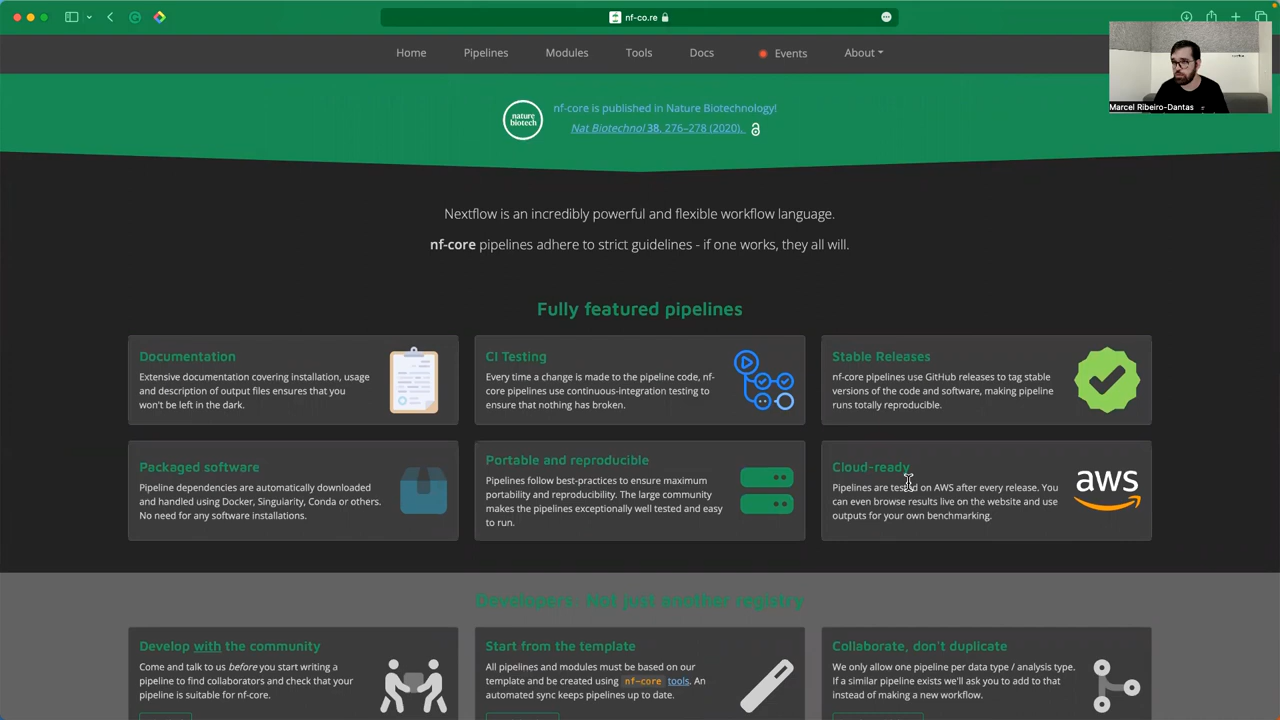 nf-co.re
Home
Pipelines
Modules
Tools
Docs
Events
About
Marcel Ribeiro-Dantas
nature
biotech
nf-core is published in Nature Biotechnology!
Nat Biotechnol 38, 276–278 (2020).
Nextflow is an incredibly powerful and flexible workflow language.
nf-core pipelines adhere to strict guidelines - if one works, they all will.
Fully featured pipelines
Documentation
Extensive documentation covering installation, usage
and description of output files ensures that you
won't be left in the dark.
CI Testing
Every time a change is made to the pipeline code, nf-
core pipelines use continuous-integration testing to
ensure that nothing has broken.
Stable Releases
nf-core pipelines use GitHub releases to tag stable
versions of the code and software, making pipeline
runs totally reproducible.
Packaged software
Pipeline dependencies are automatically downloaded
and handled using Docker, Singularity, Conda or others.
No need for any software installations.
Portable and reproducible
Pipelines follow best-practices to ensure maximum
portability and reproducibility. The large community
makes the pipelines exceptionally well tested and easy
to run.
Cloud-ready
Pipelines are tested on AWS after every release. You
can even browse results live on the website and use
outputs for your own benchmarking.
aws
Developers: Not just another registry
Develop with the community
Come and talk to us before you start writing a
pipeline to find collaborators and check that your
pipeline is suitable for nf-core.
Start from the template
All pipelines and modules must be based on our
template and be created using nf-core tools. An
automated sync keeps pipelines up to date.
Collaborate, don't duplicate
We only allow one pipeline per data type / analysis type.
If a similar pipeline exists we'll ask you to add to that
instead of making a new workflow.